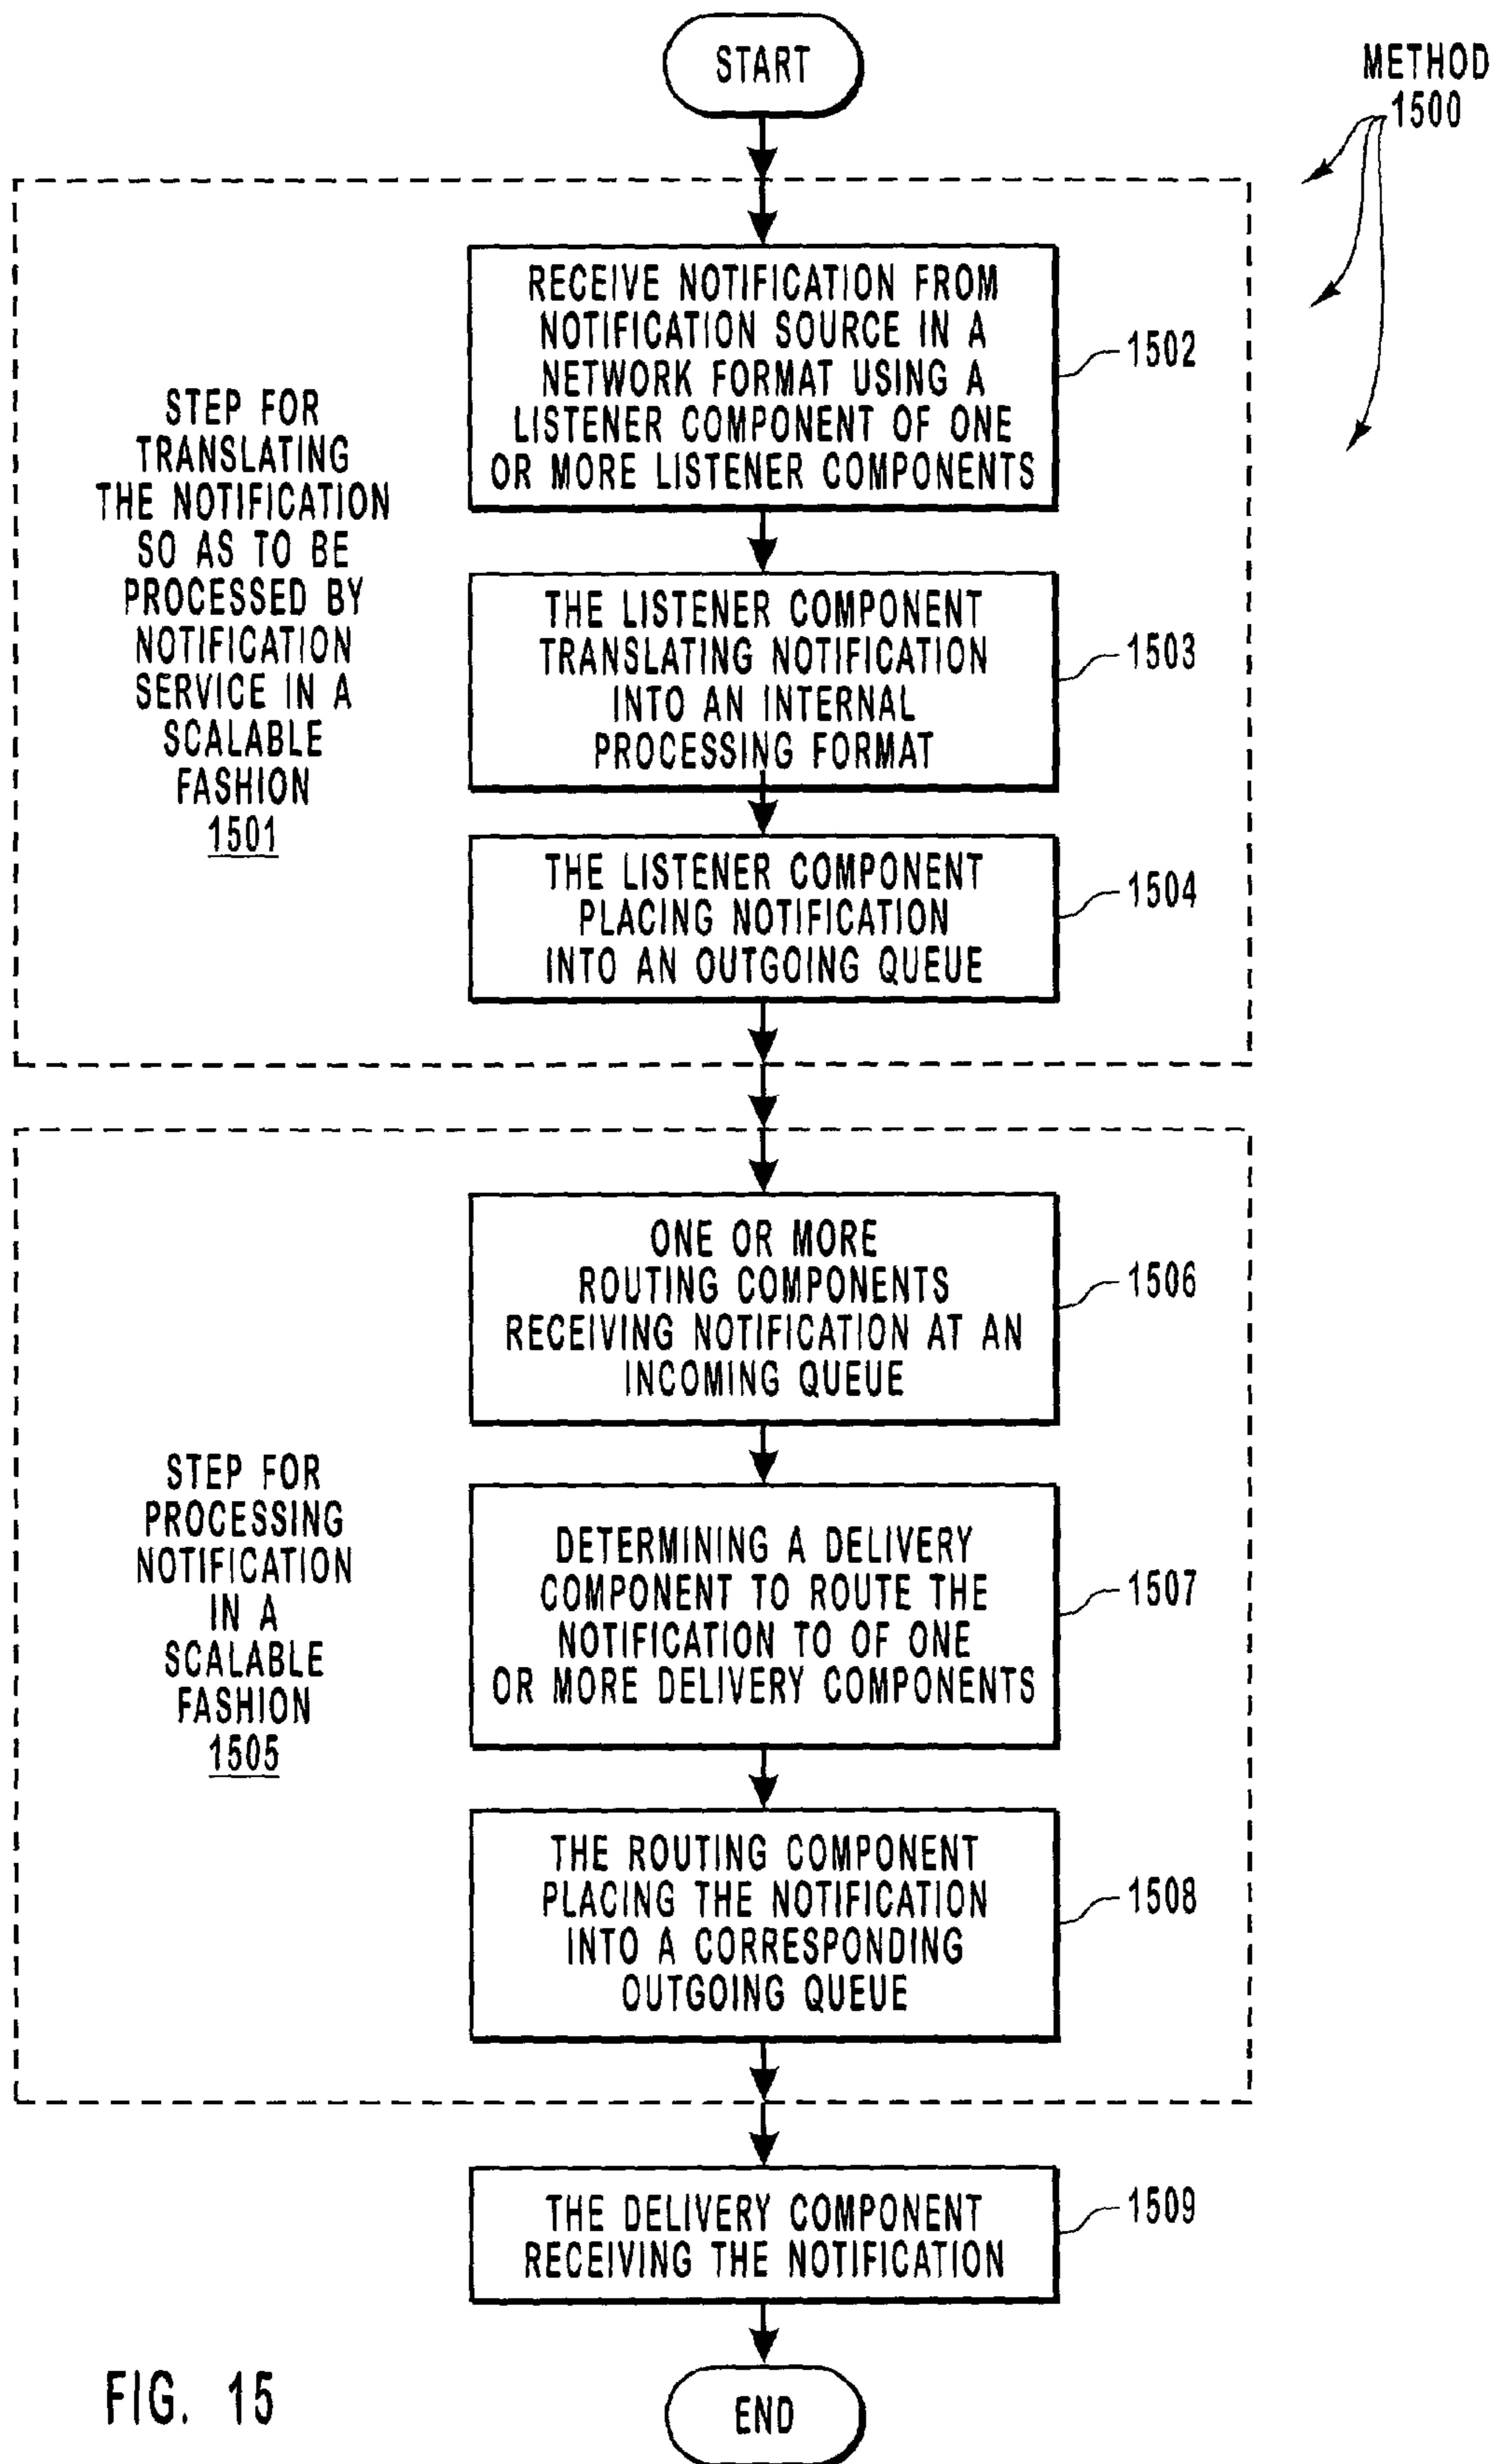 START
METHOD
1500
RECEIVE NOTIFICATION FROM
NOTIFICATION SOURCE IN A
NETWORK FORMAT USING A
LISTENER COMPONENT OF ONE
OR MORE LISTENER COMPONENTS
1502
STEP FOR
TRANSLATING
THE NOTIFICATION
SO AS TO BE
PROCESSED BY
NOTIFICATION
SERVICE IN A
SCALABLE
FASHION
1501
THE LISTENER COMPONENT
TRANSLATING NOTIFICATION
INTO AN INTERNAL
PROCESSING FORMAT
1503
THE LISTENER COMPONENT
PLACING NOTIFICATION
INTO AN OUTGOING QUEUE
1504
ONE OR MORE
ROUTING COMPONENTS
RECEIVING NOTIFICATION AT AN
INCOMING QUEUE
1506
STEP FOR
PROCESSING
NOTIFICATION
IN A
SCALABLE
FASHION
1505
DETERMINING A DELIVERY
COMPONENT TO ROUTE THE
NOTIFICATION TO OF ONE
OR MORE DELIVERY COMPONENTS
1507
THE ROUTING COMPONENT
PLACING THE NOTIFICATION
INTO A CORRESPONDING
OUTGOING QUEUE
1508
THE DELIVERY COMPONENT
RECEIVING THE NOTIFICATION
1509
END
FIG. 15